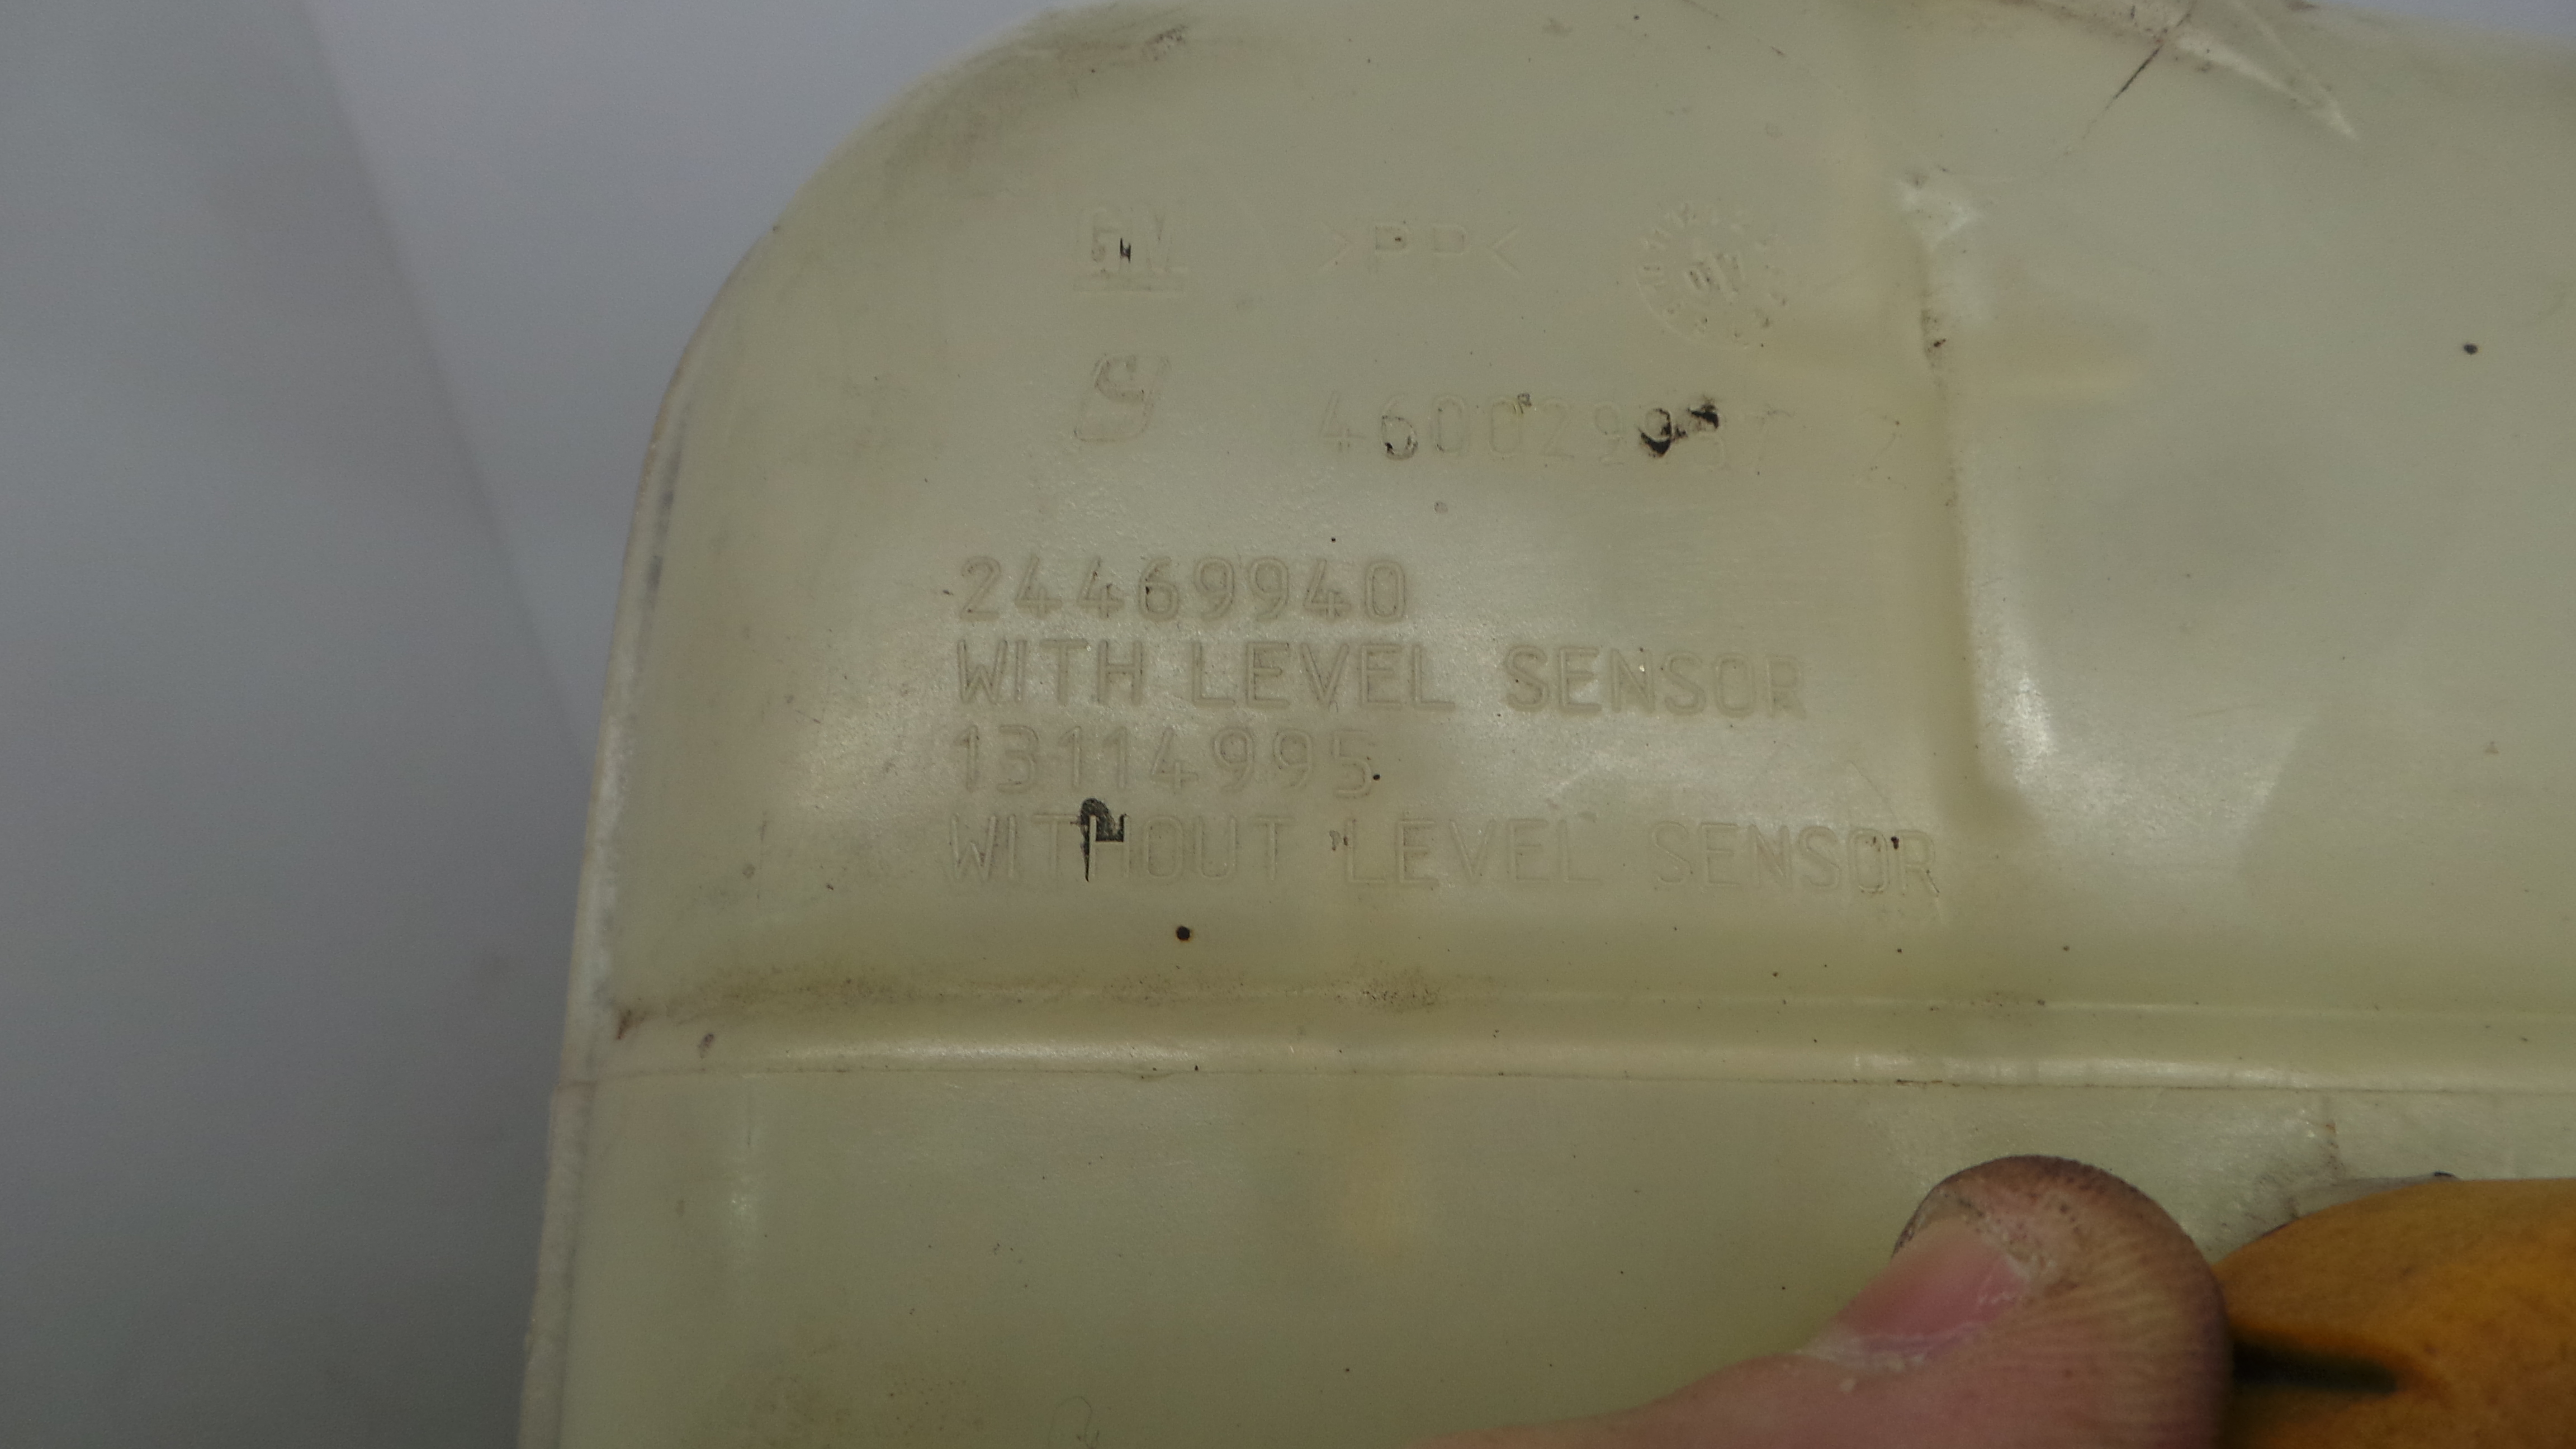 GM >PP<
24469940
WITH LEVEL SENSOR
13114995
WITHOUT LEVEL SENSOR